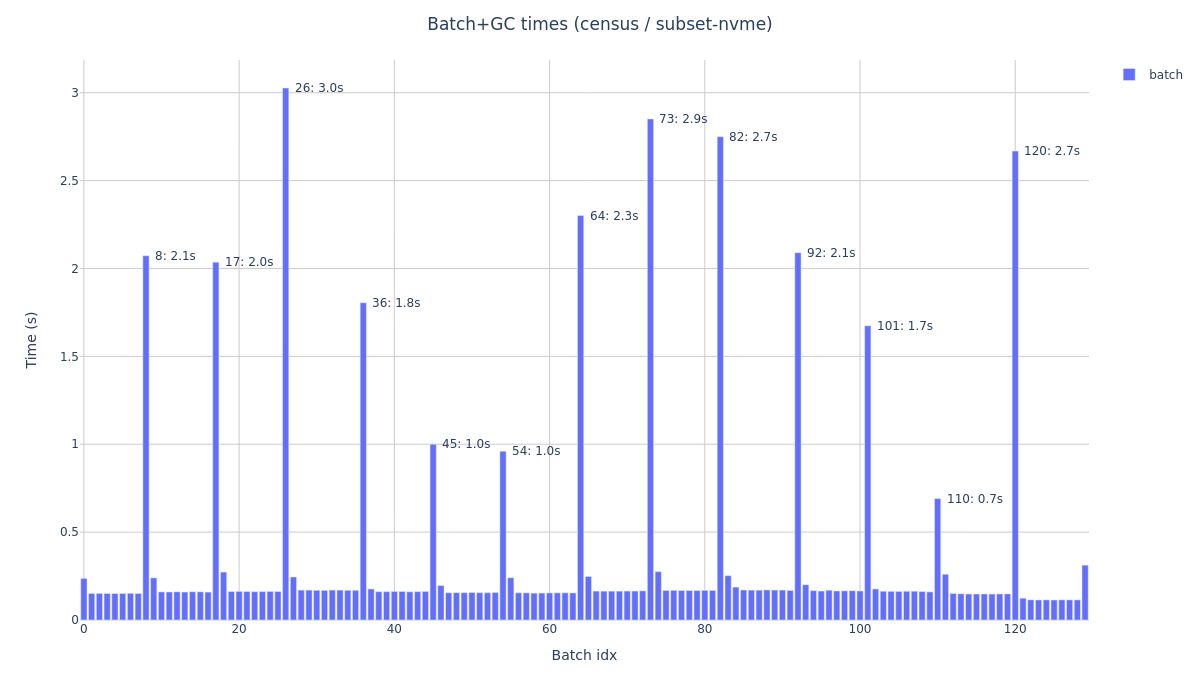 Batch+GC times (census / subset-nvme)
batch
Time (s)
3
2.5
2
1.5
1
0.5
0
26: 3.0s
73: 2.9s
82: 2.7s
120: 2.7s
64: 2.3s
8: 2.1s
17: 2.0s
92: 2.1s
36: 1.8s
101: 1.7s
45: 1.0s
54: 1.0s
110: 0.7s
0 20 40 60 80 100 120
Batch idx